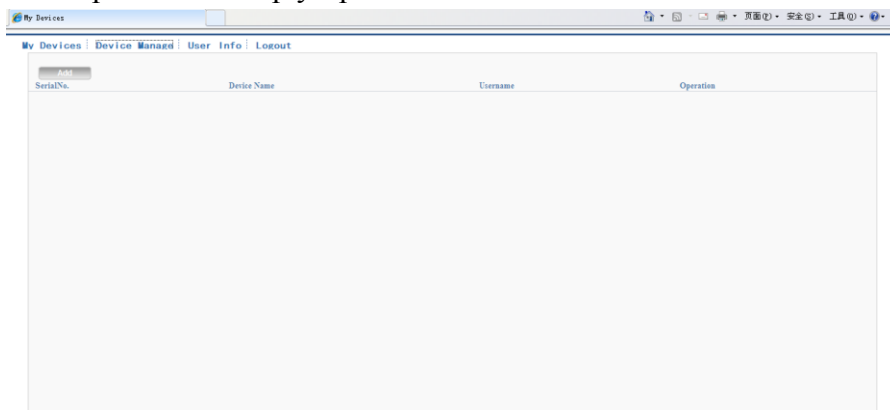 My Devices
页面(P) 安全(S) 工具(O)
My Devices Device Managd User Info Logout
Add
SerialNo. Device Name Username Operation